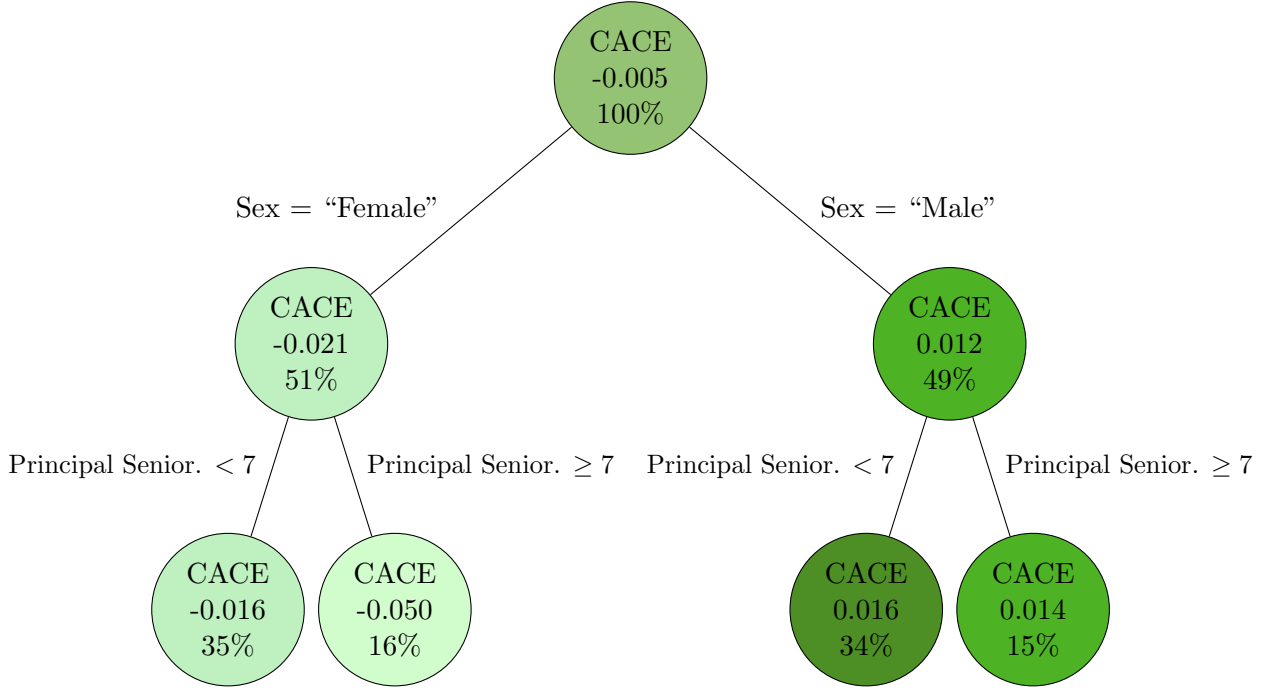 CACE
-0.005
100%
Sex = “Female”
Sex = “Male”
CACE
-0.021
51%
CACE
0.012
49%
Principal Senior. < 7
Principal Senior. ≥ 7
Principal Senior. < 7
Principal Senior. ≥ 7
CACE
-0.016
35%
CACE
-0.050
16%
CACE
0.016
34%
CACE
0.014
15%